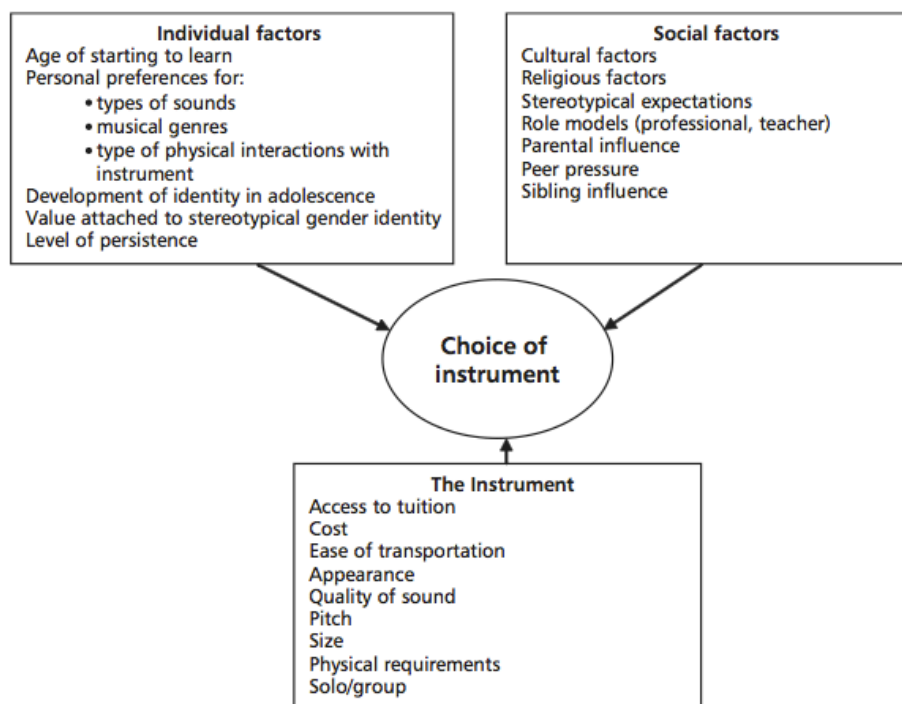 Individual factors
Age of starting to learn
Personal preferences for:
• types of sounds
• musical genres
• type of physical interactions with
instrument
Development of identity in adolescence
Value attached to stereotypical gender identity
Level of persistence
Social factors
Cultural factors
Religious factors
Stereotypical expectations
Role models (professional, teacher)
Parental influence
Peer pressure
Sibling influence
Choice of
instrument
The Instrument
Access to tuition
Cost
Ease of transportation
Appearance
Quality of sound
Pitch
Size
Physical requirements
Solo/group